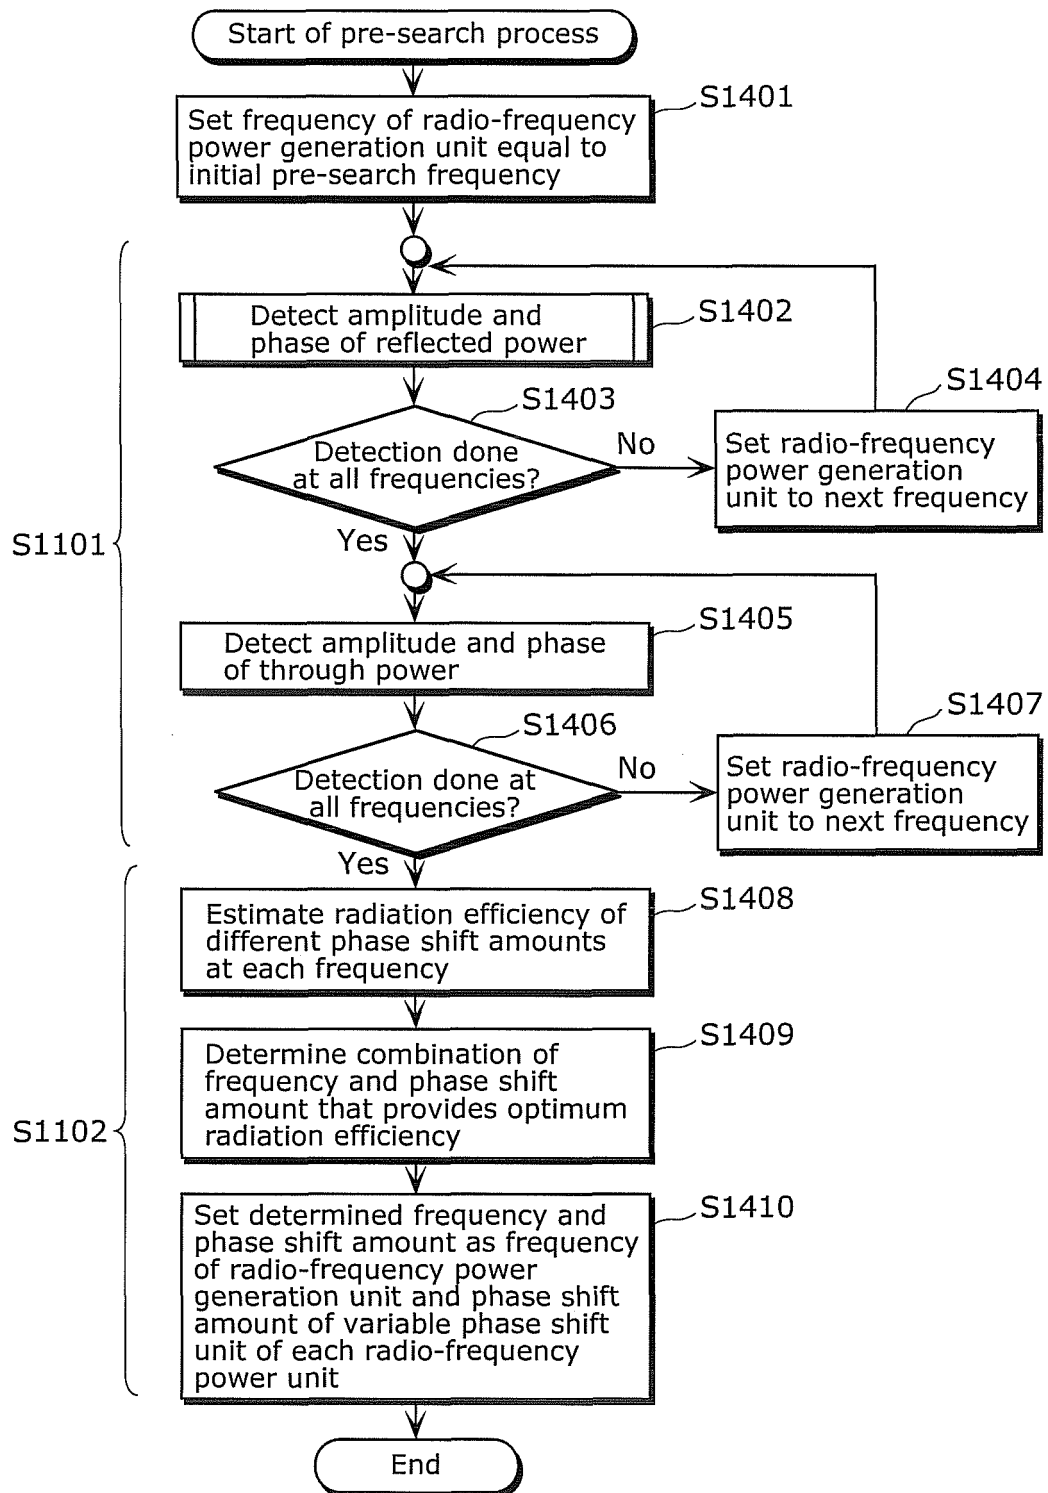 Start of pre-search process
S1401
Set frequency of radio-frequency
power generation unit equal to
initial pre-search frequency
S1402
Detect amplitude and
phase of reflected power
S1403
Detection done
at all frequencies?
No
S1404
Set radio-frequency
power generation
unit to next frequency
S1101
Yes
S1405
Detect amplitude and phase
of through power
S1406
Detection done at
all frequencies?
No
S1407
Set radio-frequency
power generation
unit to next frequency
Yes
S1408
Estimate radiation efficiency of
different phase shift amounts
at each frequency
S1409
Determine combination of
frequency and phase shift
amount that provides optimum
radiation efficiency
S1102
S1410
Set determined frequency and
phase shift amount as frequency
of radio-frequency power
generation unit and phase shift
amount of variable phase shift
unit of each radio-frequency
power unit
End